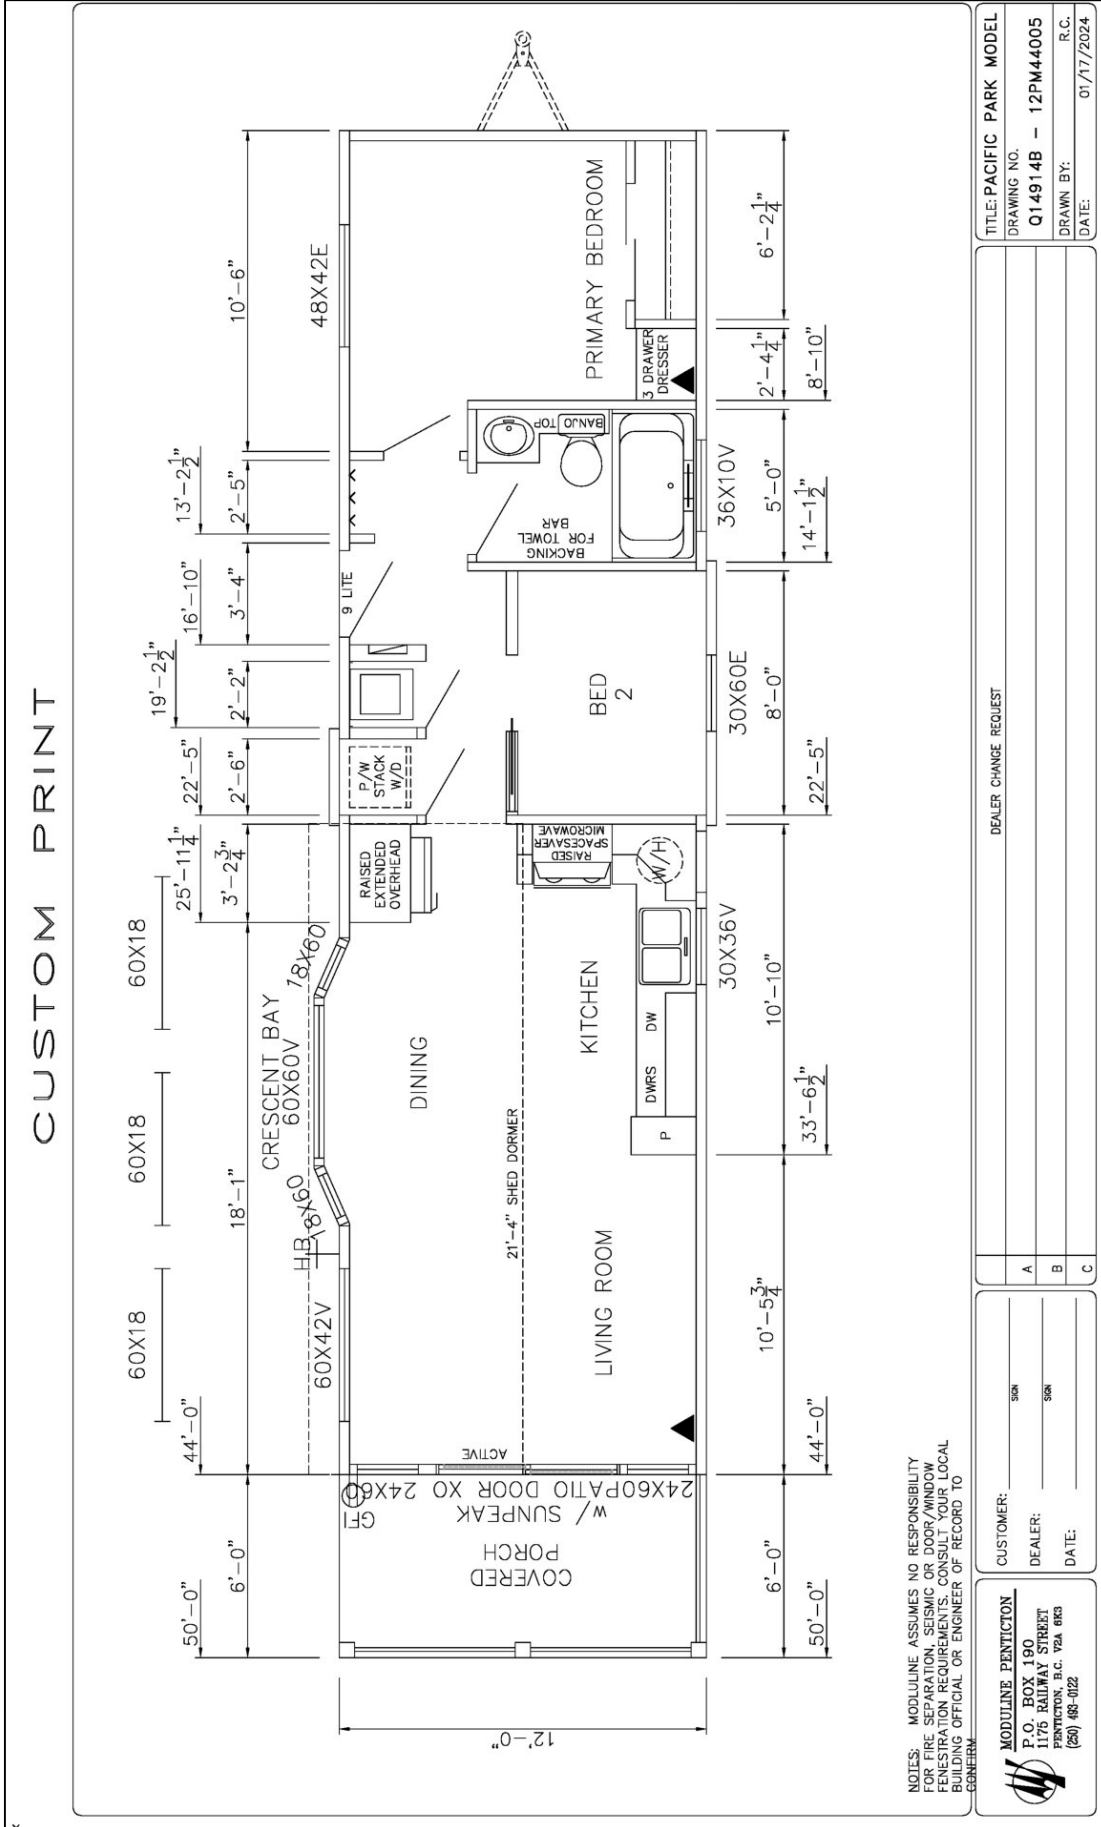 CUSTOM PRINT
60X18
60X18
60X18
50'-0"
44'-0"
25'-11 1/4"
22'-5"
19'-2 1/2"
16'-10"
13'-2 1/2"
6'-0"
18'-1"
3'-2 3/4"
2'-6"
2'-2"
3'-4"
2'-5"
10'-6"
CRESCENT BAY
60X60V
18X60
18X60
HB
60X42V
48X42E
9 LITE
GFI
COVERED
PORCH
24X60
PATIO DOOR XO
24X60
W/ SUNPEAK
ACTIVE
12'-0"
DINING
RAISED
EXTENDED
OVERHEAD
P/W
STACK
W/D
21'-4" SHED DORMER
LIVING ROOM
KITCHEN
RAISED
SPACESAVER
MICROWAVE
W/H
P
DWRS
DW
BED
2
BACKING
FOR TOWEL
BAR
BANJO
TOP
PRIMARY BEDROOM
3 DRAWER
DRESSER
30X36V
30X60E
36X10V
6'-0"
10'-5 3/4"
10'-10"
8'-0"
5'-0"
2'-4 1/4"
6'-2 1/4"
50'-0"
44'-0"
33'-6 1/2"
22'-5"
14'-1 1/2"
8'-10"
NOTES: MODLULINE ASSUMES NO RESPONSIBILITY
FOR FIRE SEPARATION, SEISMIC OR DOOR/WINDOW
FENESTRATION REQUIREMENTS. CONSULT YOUR LOCAL
BUILDING OFFICIAL OR ENGINEER OF RECORD TO
CONFIRM
MODULINE PENTICTON
P.O. BOX 190
1175 RAILWAY STREET
PENTICTON, B.C. V2A 6K3
(250) 493-0122
CUSTOMER:
SIGN
DEALER:
SIGN
DATE:
DEALER CHANGE REQUEST
A
B
C
TITLE: PACIFIC PARK MODEL
DRAWING NO.
Q14914B - 12PM44005
DRAWN BY: R.C.
DATE: 01/17/2024